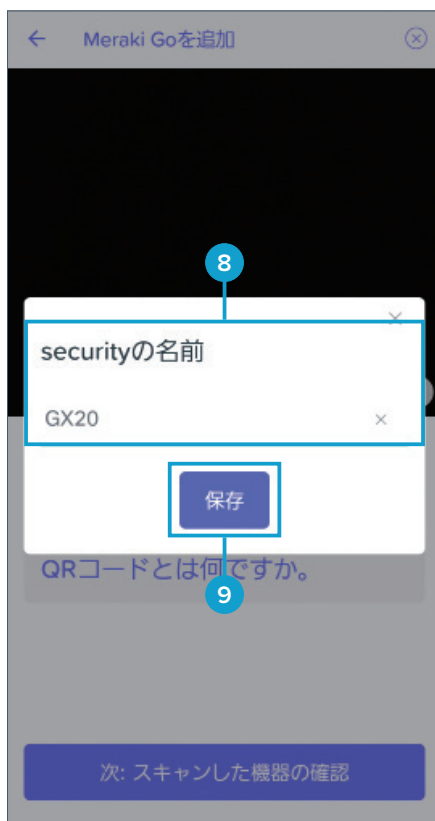 Meraki Goを追加
8
securityの名前
GX20
保存
QRコードとは何ですか。
9
次: スキャンした機器の確認